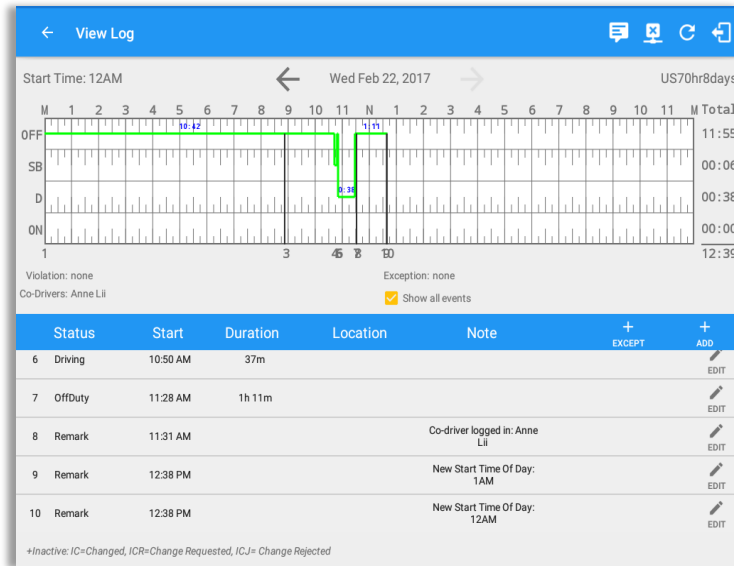 View Log
Start Time: 12AM Wed Feb 22, 2017 US70hr8days
M 1 2 3 4 5 6 7 8 9 10 11 N 1 2 3 4 5 6 7 8 9 10 11 M Total
OFF 10:42 1:11 11:55
SB 00:06
D 0:38 00:38
ON 00:00
1 3 10 12:39
Violation: none Exception: none
Co-Drivers: Anne Lii Show all events
Status Start Duration Location Note + EXCEPT + ADD
6 Driving 10:50 AM 37m EDIT
7 OffDuty 11:28 AM 1h 11m EDIT
8 Remark 11:31 AM Co-driver logged in: Anne
Lii EDIT
9 Remark 12:38 PM New Start Time Of Day:
1AM EDIT
10 Remark 12:38 PM New Start Time Of Day:
12AM EDIT
+Inactive: IC=Changed, ICR=Change Requested, ICJ= Change Rejected